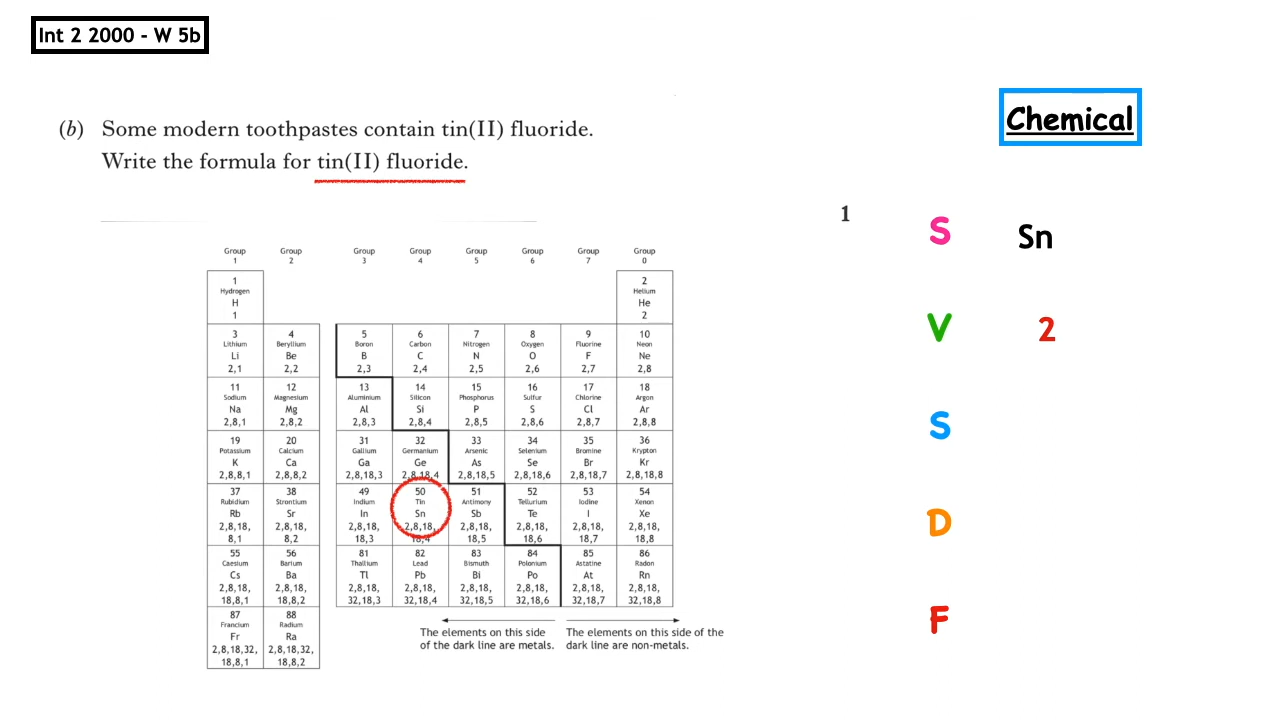 Int 2 2000 - W 5b
Chemical
(b) Some modern toothpastes contain tin(II) fluoride.
Write the formula for tin(II) fluoride.
1
S Sn
V 2
S
D
F
Group Group Group Group Group Group Group Group
1 2 3 4 5 6 7 0
1 2
Hydrogen Helium
H He
1 2
3 4 5 6 7 8 9 10
Lithium Beryllium Boron Carbon Nitrogen Oxygen Fluorine Neon
Li Be B C N O F Ne
2,1 2,2 2,3 2,4 2,5 2,6 2,7 2,8
11 12 13 14 15 16 17 18
Sodium Magnesium Aluminium Silicon Phosphorus Sulfur Chlorine Argon
Na Mg Al Si P S Cl Ar
2,8,1 2,8,2 2,8,3 2,8,4 2,8,5 2,8,6 2,8,7 2,8,8
19 20 31 32 33 34 35 36
Potassium Calcium Gallium Germanium Arsenic Selenium Bromine Krypton
K Ca Ga Ge As Se Br Kr
2,8,8,1 2,8,8,2 2,8,18,3 2,8,18,4 2,8,18,5 2,8,18,6 2,8,18,7 2,8,18,8
37 38 49 50 51 52 53 54
Rubidium Strontium Indium Tin Antimony Tellurium Iodine Xenon
Rb Sr In Sn Sb Te I Xe
2,8,18, 2,8,18, 2,8,18, 2,8,18, 2,8,18, 2,8,18, 2,8,18, 2,8,18,
8,1 8,2 18,3 18,4 18,5 18,6 18,7 18,8
55 56 81 82 83 84 85 86
Caesium Barium Thallium Lead Bismuth Polonium Astatine Radon
Cs Ba Tl Pb Bi Po At Rn
2,8,18, 2,8,18, 2,8,18, 2,8,18, 2,8,18, 2,8,18, 2,8,18, 2,8,18,
18,8,1 18,8,2 32,18,3 32,18,4 32,18,5 32,18,6 32,18,7 32,18,8
87 88
Francium Radium
Fr Ra
2,8,18,32, 2,8,18,32,
18,8,1 18,8,2
The elements on this side The elements on this side of the
of the dark line are metals. dark line are non-metals.